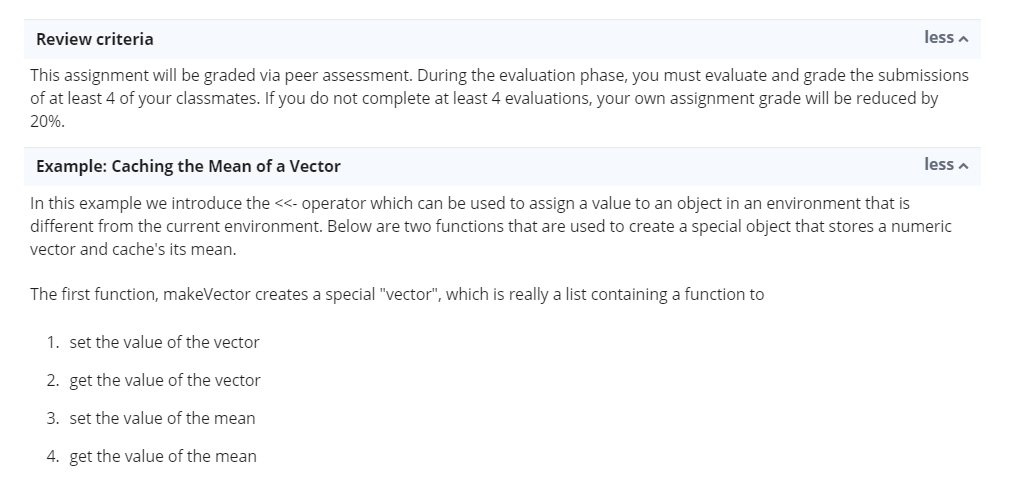 Review criteria
less
This assignment will be graded via peer assessment. During the evaluation phase, you must evaluate and grade the submissions
of at least 4 of your classmates. If you do not complete at least 4 evaluations, your own assignment grade will be reduced by
20%.
Example: Caching the Mean of a Vector
less
In this example we introduce the <<- operator which can be used to assign a value to an object in an environment that is
different from the current environment. Below are two functions that are used to create a special object that stores a numeric
vector and cache's its mean.
The first function, makeVector creates a special "vector", which is really a list containing a function to
1. set the value of the vector
2. get the value of the vector
3. set the value of the mean
4. get the value of the mean